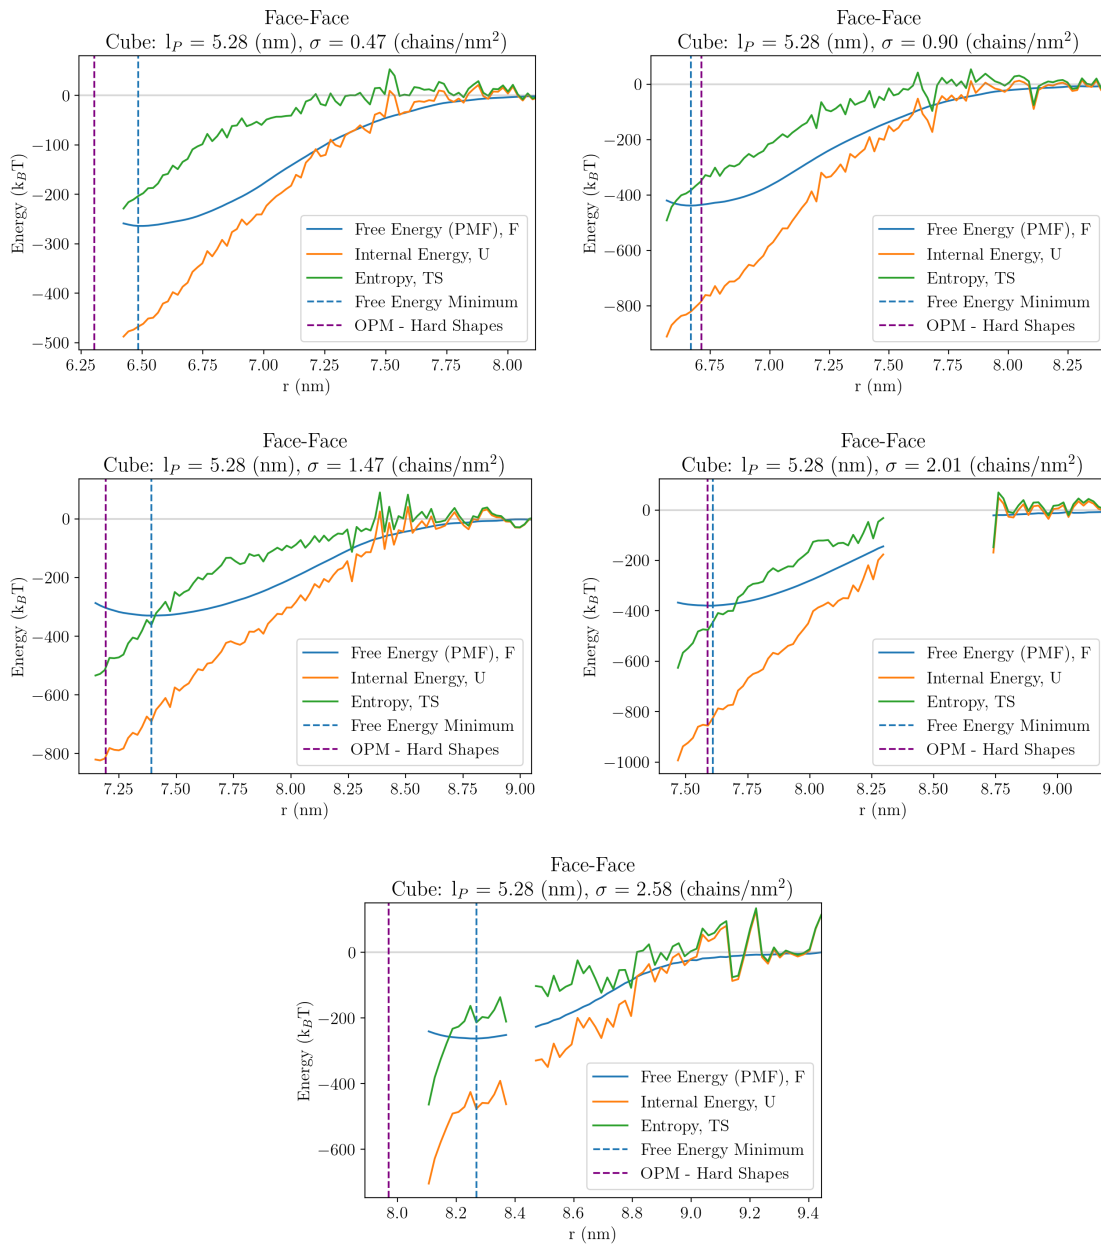 Face-Face
Cube: l_P = 5.28 (nm), σ = 0.47 (chains/nm²)
0
−100
−200
−300
−400
−500
Energy (k_BT)
Free Energy (PMF), F
Internal Energy, U
Entropy, TS
Free Energy Minimum
OPM - Hard Shapes
6.25 6.50 6.75 7.00 7.25 7.50 7.75 8.00
r (nm)
Face-Face
Cube: l_P = 5.28 (nm), σ = 0.90 (chains/nm²)
0
−200
−400
−600
−800
Energy (k_BT)
Free Energy (PMF), F
Internal Energy, U
Entropy, TS
Free Energy Minimum
OPM - Hard Shapes
6.75 7.00 7.25 7.50 7.75 8.00 8.25
r (nm)
Face-Face
Cube: l_P = 5.28 (nm), σ = 1.47 (chains/nm²)
0
−200
−400
−600
−800
Energy (k_BT)
Free Energy (PMF), F
Internal Energy, U
Entropy, TS
Free Energy Minimum
OPM - Hard Shapes
7.25 7.50 7.75 8.00 8.25 8.50 8.75 9.00
r (nm)
Face-Face
Cube: l_P = 5.28 (nm), σ = 2.01 (chains/nm²)
0
−200
−400
−600
−800
−1000
Energy (k_BT)
Free Energy (PMF), F
Internal Energy, U
Entropy, TS
Free Energy Minimum
OPM - Hard Shapes
7.50 7.75 8.00 8.25 8.50 8.75 9.00
r (nm)
Face-Face
Cube: l_P = 5.28 (nm), σ = 2.58 (chains/nm²)
0
−200
−400
−600
Energy (k_BT)
Free Energy (PMF), F
Internal Energy, U
Entropy, TS
Free Energy Minimum
OPM - Hard Shapes
8.0 8.2 8.4 8.6 8.8 9.0 9.2 9.4
r (nm)